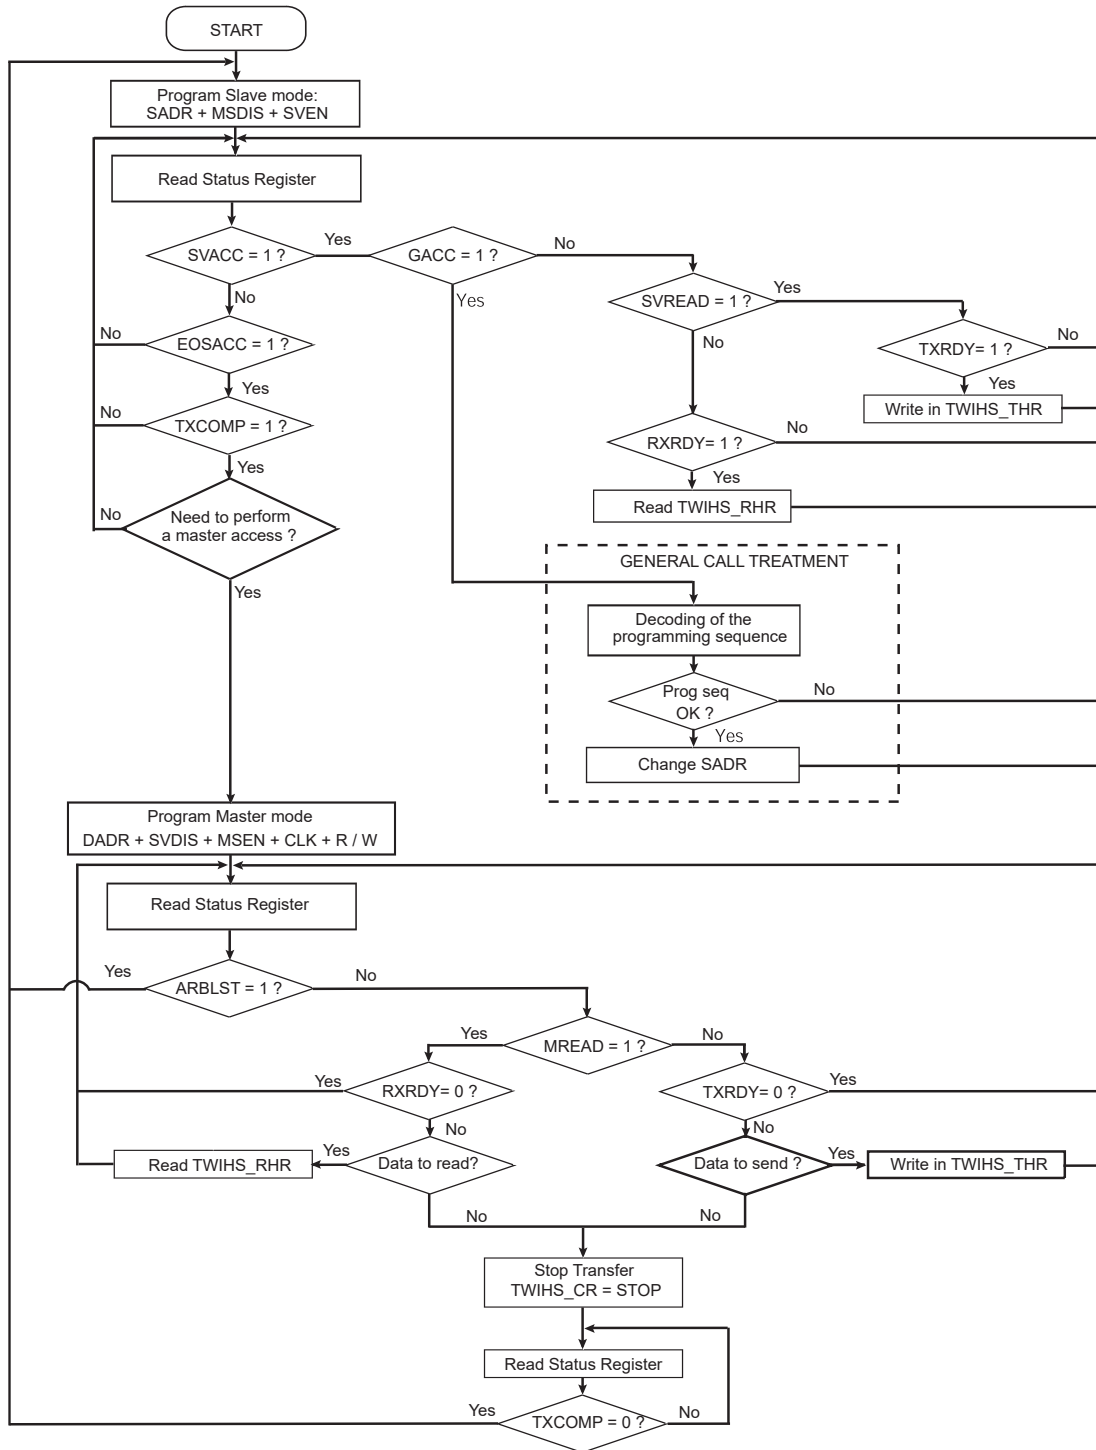 START
Program Slave mode:
SADR + MSDIS + SVEN
Read Status Register
SVACC = 1 ?
Yes
GACC = 1 ?
No
SVREAD = 1 ?
Yes
No
Yes
No
EOSACC = 1 ?
No
TXRDY= 1 ?
No
Yes
Yes
Write in TWIHS_THR
No
TXCOMP = 1 ?
RXRDY= 1 ?
No
Yes
Yes
No
Need to perform
a master access ?
Read TWIHS_RHR
GENERAL CALL TREATMENT
Yes
Decoding of the
programming sequence
Prog seq
OK ?
No
Yes
Change SADR
Program Master mode
DADR + SVDIS + MSEN + CLK + R / W
Read Status Register
Yes
ARBLST = 1 ?
No
Yes
MREAD = 1 ?
No
Yes
RXRDY= 0 ?
TXRDY= 0 ?
Yes
No
No
Read TWIHS_RHR
Yes
Data to read?
Data to send ?
Yes
Write in TWIHS_THR
No
No
Stop Transfer
TWIHS_CR = STOP
Read Status Register
Yes
TXCOMP = 0 ?
No